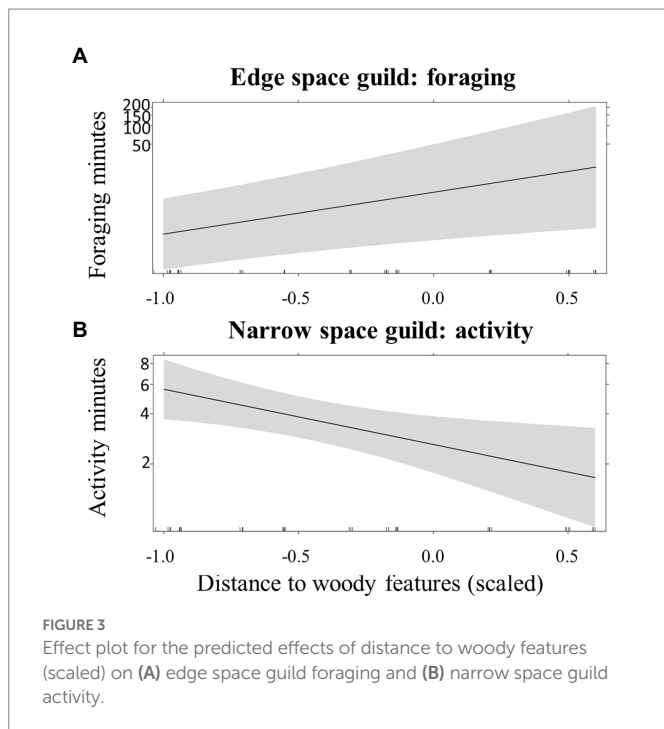 A
Edge space guild: foraging
Foraging minutes
200
150
100
50
-1.0 -0.5 0.0 0.5
B
Narrow space guild: activity
Activity minutes
8
6
4
2
-1.0 -0.5 0.0 0.5
Distance to woody features (scaled)
FIGURE 3
Effect plot for the predicted effects of distance to woody features
(scaled) on (A) edge space guild foraging and (B) narrow space guild
activity.